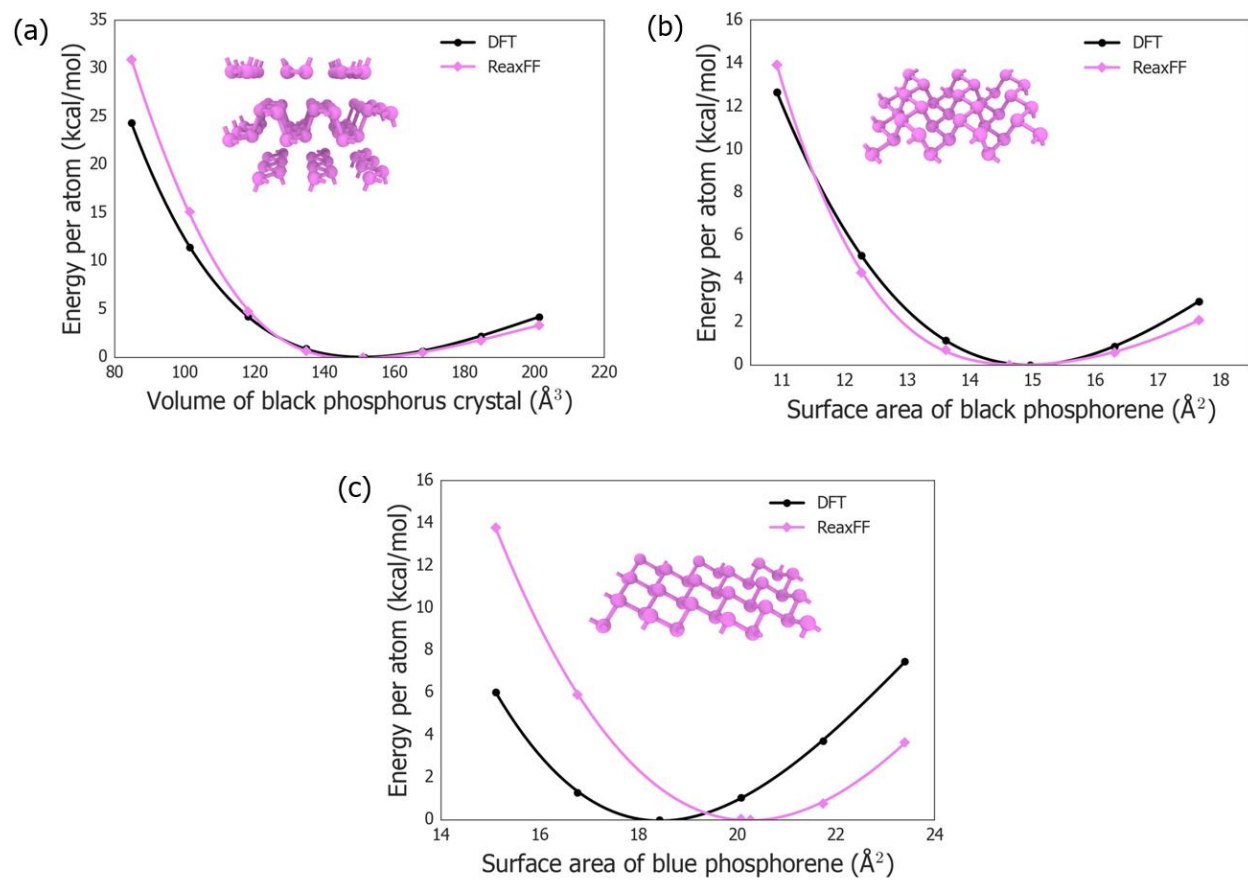 (a)
35
30
25
20
15
10
5
0
Energy per atom (kcal/mol)
DFT
ReaxFF
80 100 120 140 160 180 200 220
Volume of black phosphorus crystal (Å³)
(b)
16
14
12
10
8
6
4
2
0
Energy per atom (kcal/mol)
DFT
ReaxFF
11 12 13 14 15 16 17 18
Surface area of black phosphorene (Å²)
(c)
16
14
12
10
8
6
4
2
0
Energy per atom (kcal/mol)
DFT
ReaxFF
14 16 18 20 22 24
Surface area of blue phosphorene (Å²)